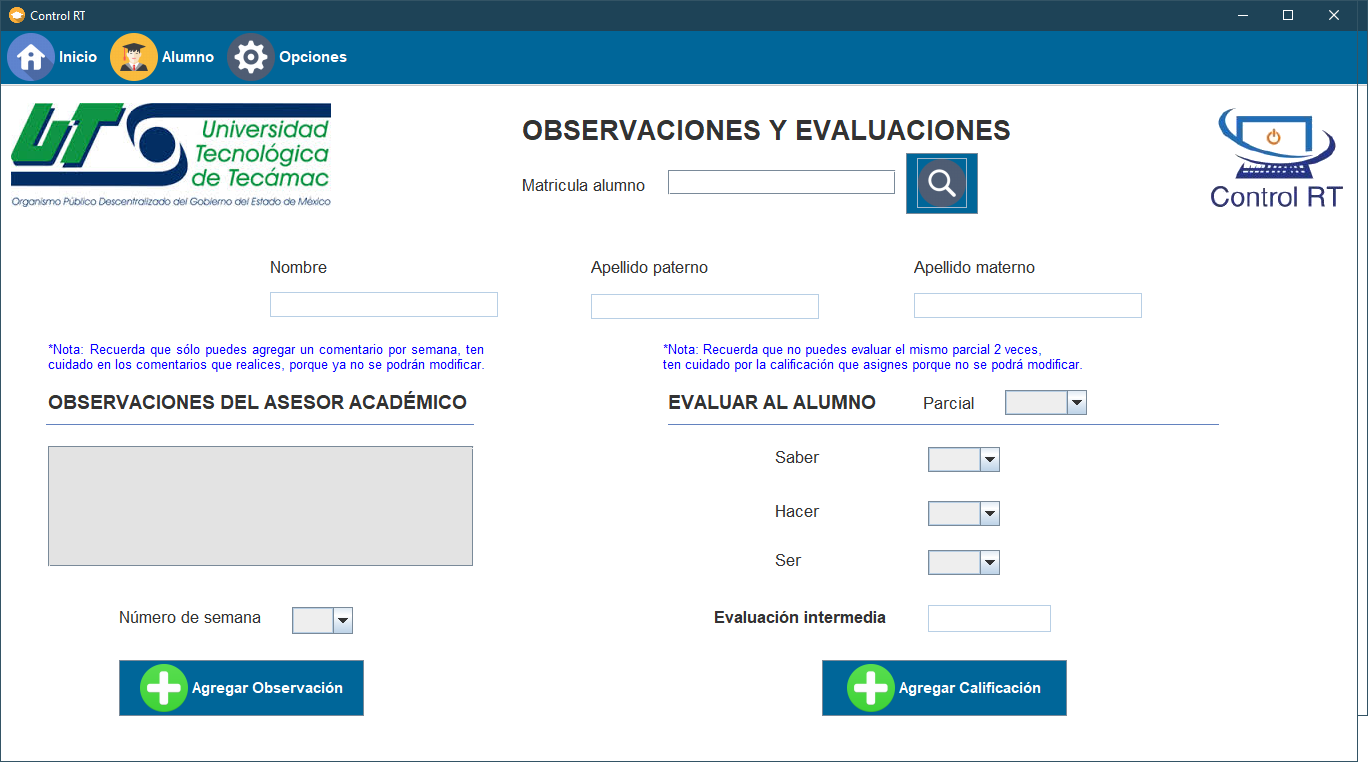 Control RT
Inicio
Alumno
Opciones
UT
Universidad
Tecnológica
de Tecámac
Organismo Público Descentralizado del Gobierno del Estado de México
OBSERVACIONES Y EVALUACIONES
Matricula alumno
Control RT
Nombre
Apellido paterno
Apellido materno
*Nota: Recuerda que sólo puedes agregar un comentario por semana, ten
cuidado en los comentarios que realices, porque ya no se podrán modificar.
*Nota: Recuerda que no puedes evaluar el mismo parcial 2 veces,
ten cuidado por la calificación que asignes porque no se podrá modificar.
OBSERVACIONES DEL ASESOR ACADÉMICO
EVALUAR AL ALUMNO
Parcial
Saber
Hacer
Ser
Número de semana
Evaluación intermedia
Agregar Observación
Agregar Calificación